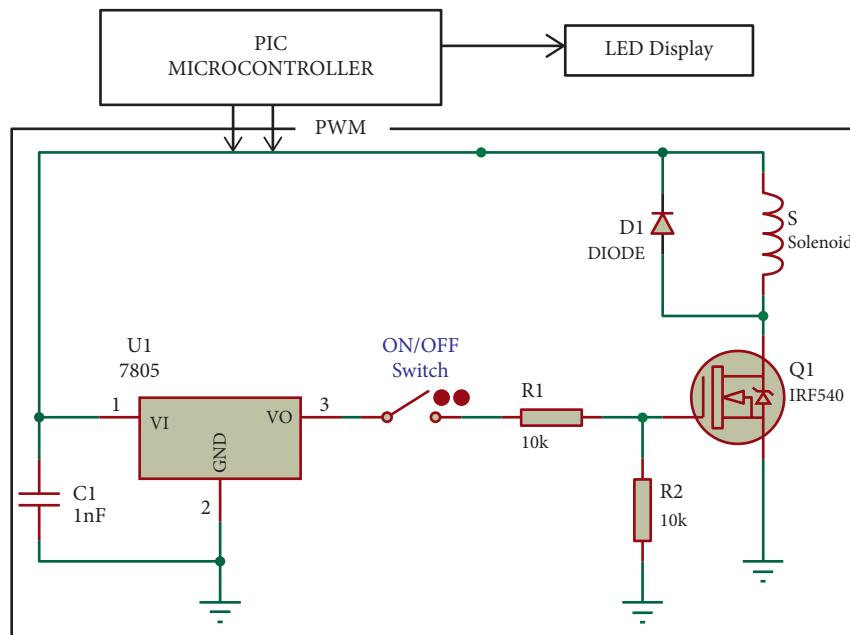 PIC
MICROCONTROLLER
LED Display
PWM
D1
DIODE
S
Solenoid
U1
7805
ON/OFF
Switch
1
VI
VO
3
GND
2
R1
10k
Q1
IRF540
C1
1nF
R2
10k